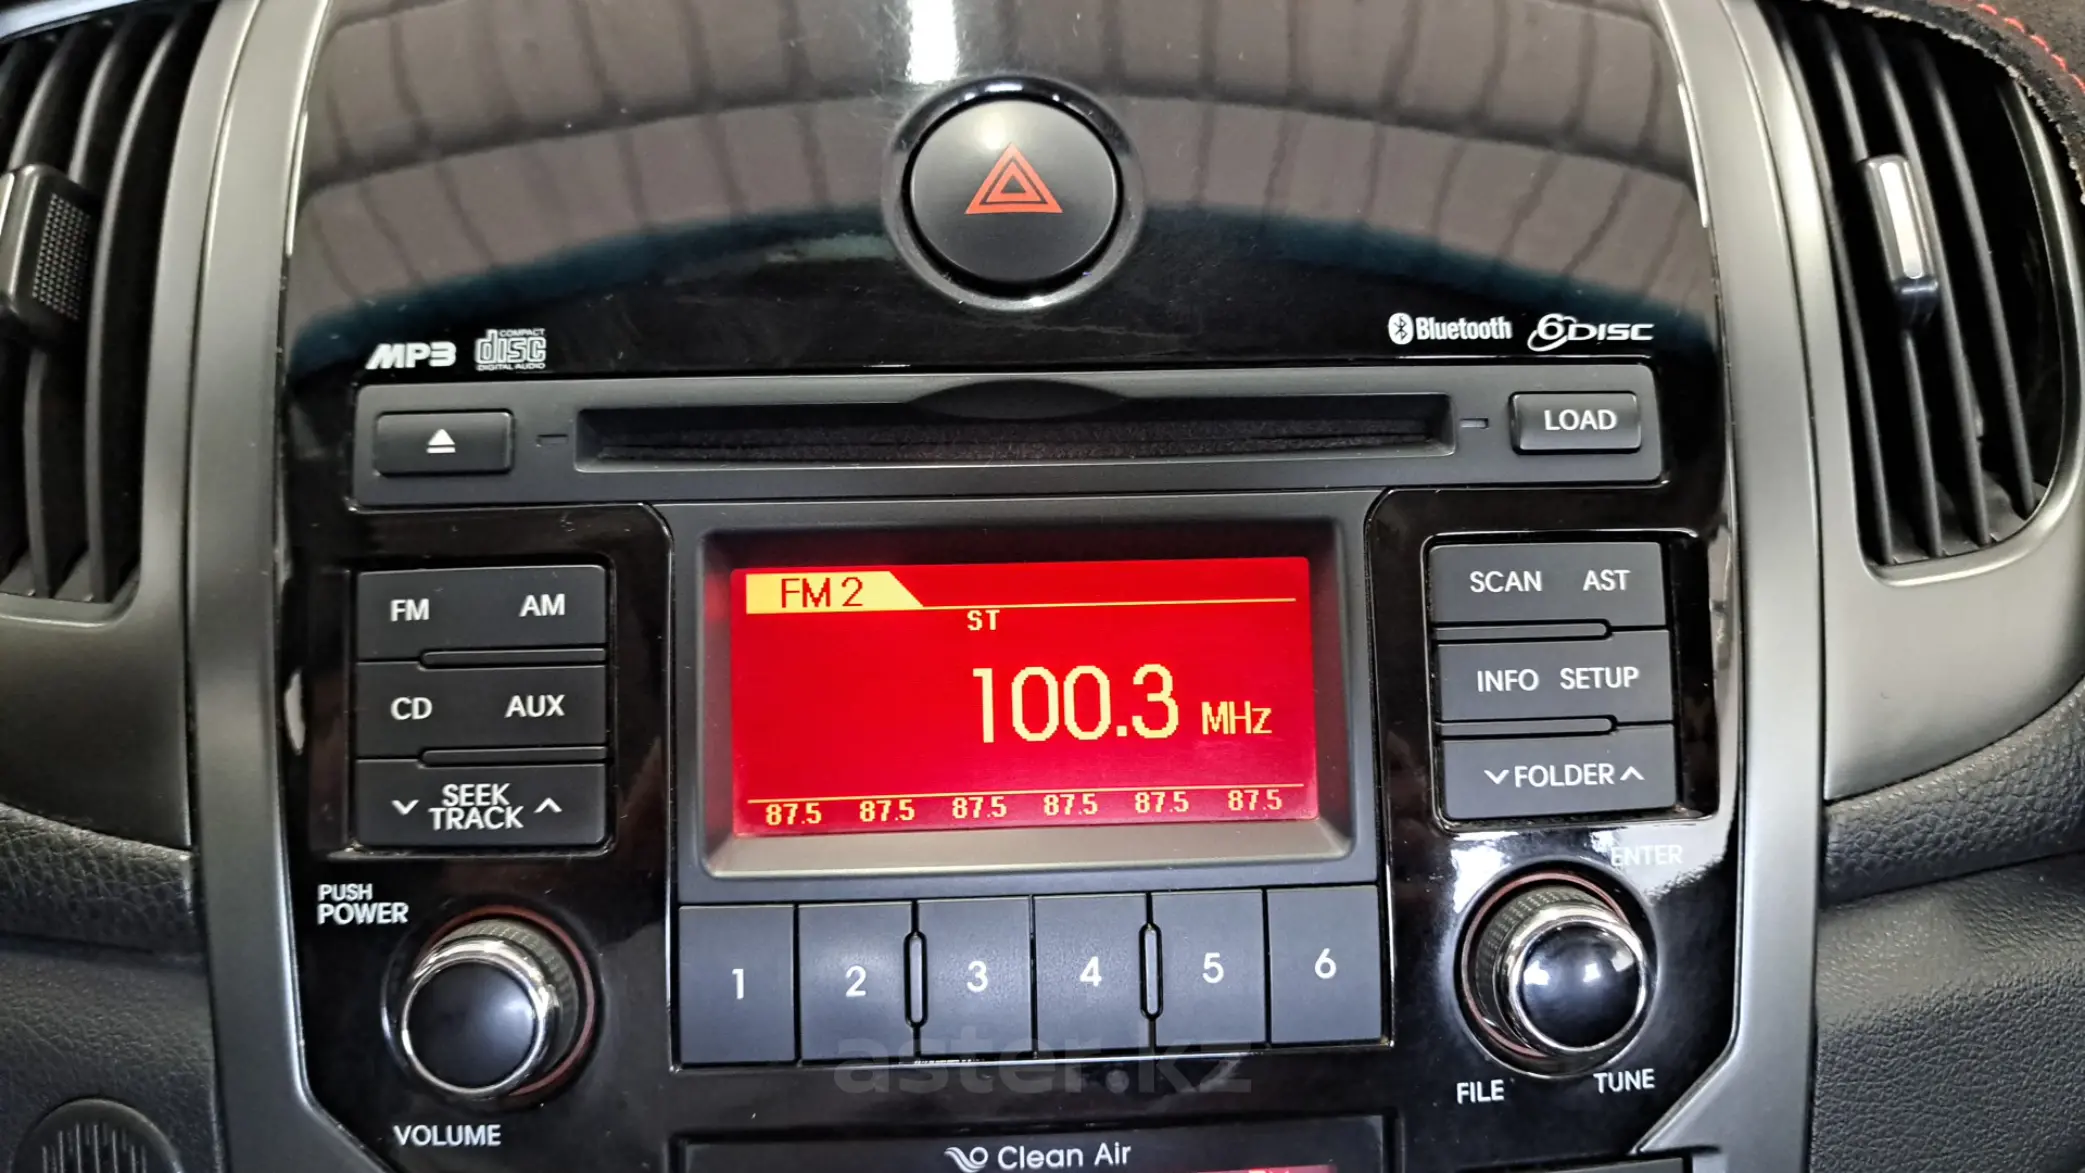 MP3 COMPACT disc DIGITAL AUDIO
Bluetooth 6DISC
LOAD
FM AM
CD AUX
SEEK
TRACK
PUSH
POWER
VOLUME
FM 2
ST
100.3 MHz
87.5 87.5 87.5 87.5 87.5 87.5
SCAN AST
INFO SETUP
FOLDER
ENTER
FILE TUNE
1 2 3 4 5 6
aster.kz
Clean Air